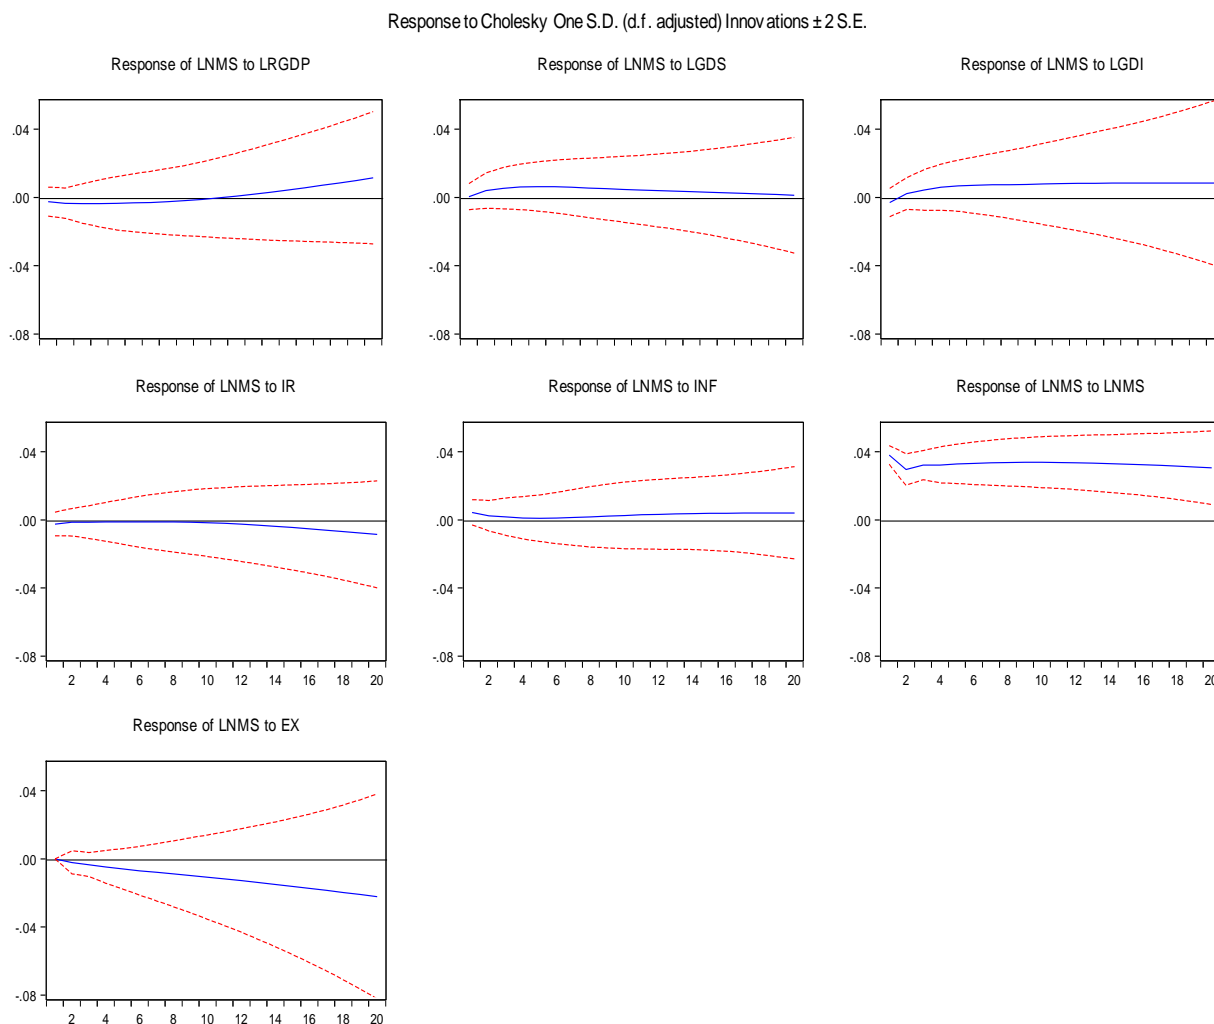 Response to Cholesky One S.D. (d.f. adjusted) Innovations ± 2 S.E.
Response of LNMS to LRGDP
Response of LNMS to LGDS
Response of LNMS to LGDI
.04
.00
-.04
-.08
.04
.00
-.04
-.08
.04
.00
-.04
-.08
Response of LNMS to IR
Response of LNMS to INF
Response of LNMS to LNMS
.04
.00
-.04
-.08
2 4 6 8 10 12 14 16 18 20
.04
.00
-.04
-.08
2 4 6 8 10 12 14 16 18 20
.04
.00
-.04
-.08
2 4 6 8 10 12 14 16 18 20
Response of LNMS to EX
.04
.00
-.04
-.08
2 4 6 8 10 12 14 16 18 20